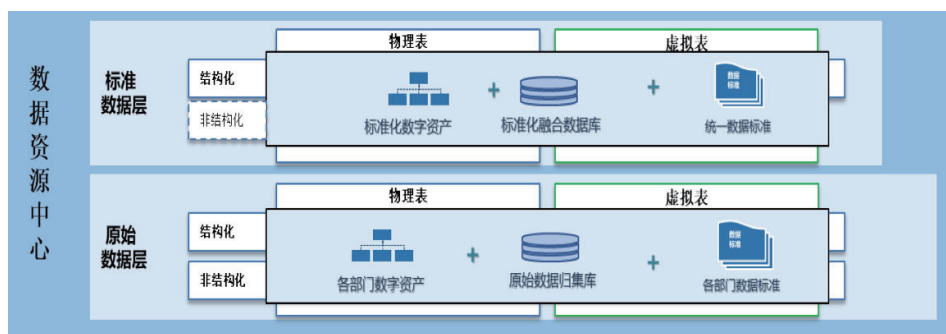 数据资源中心
标准
数据层
物理表
虚拟表
结构化
非结构化
标准化数字资产
+
标准化融合数据库
+
数据
标准
统一数据标准
原始
数据层
物理表
虚拟表
结构化
非结构化
各部门数字资产
+
原始数据归集库
+
数据
标准
各部门数据标准